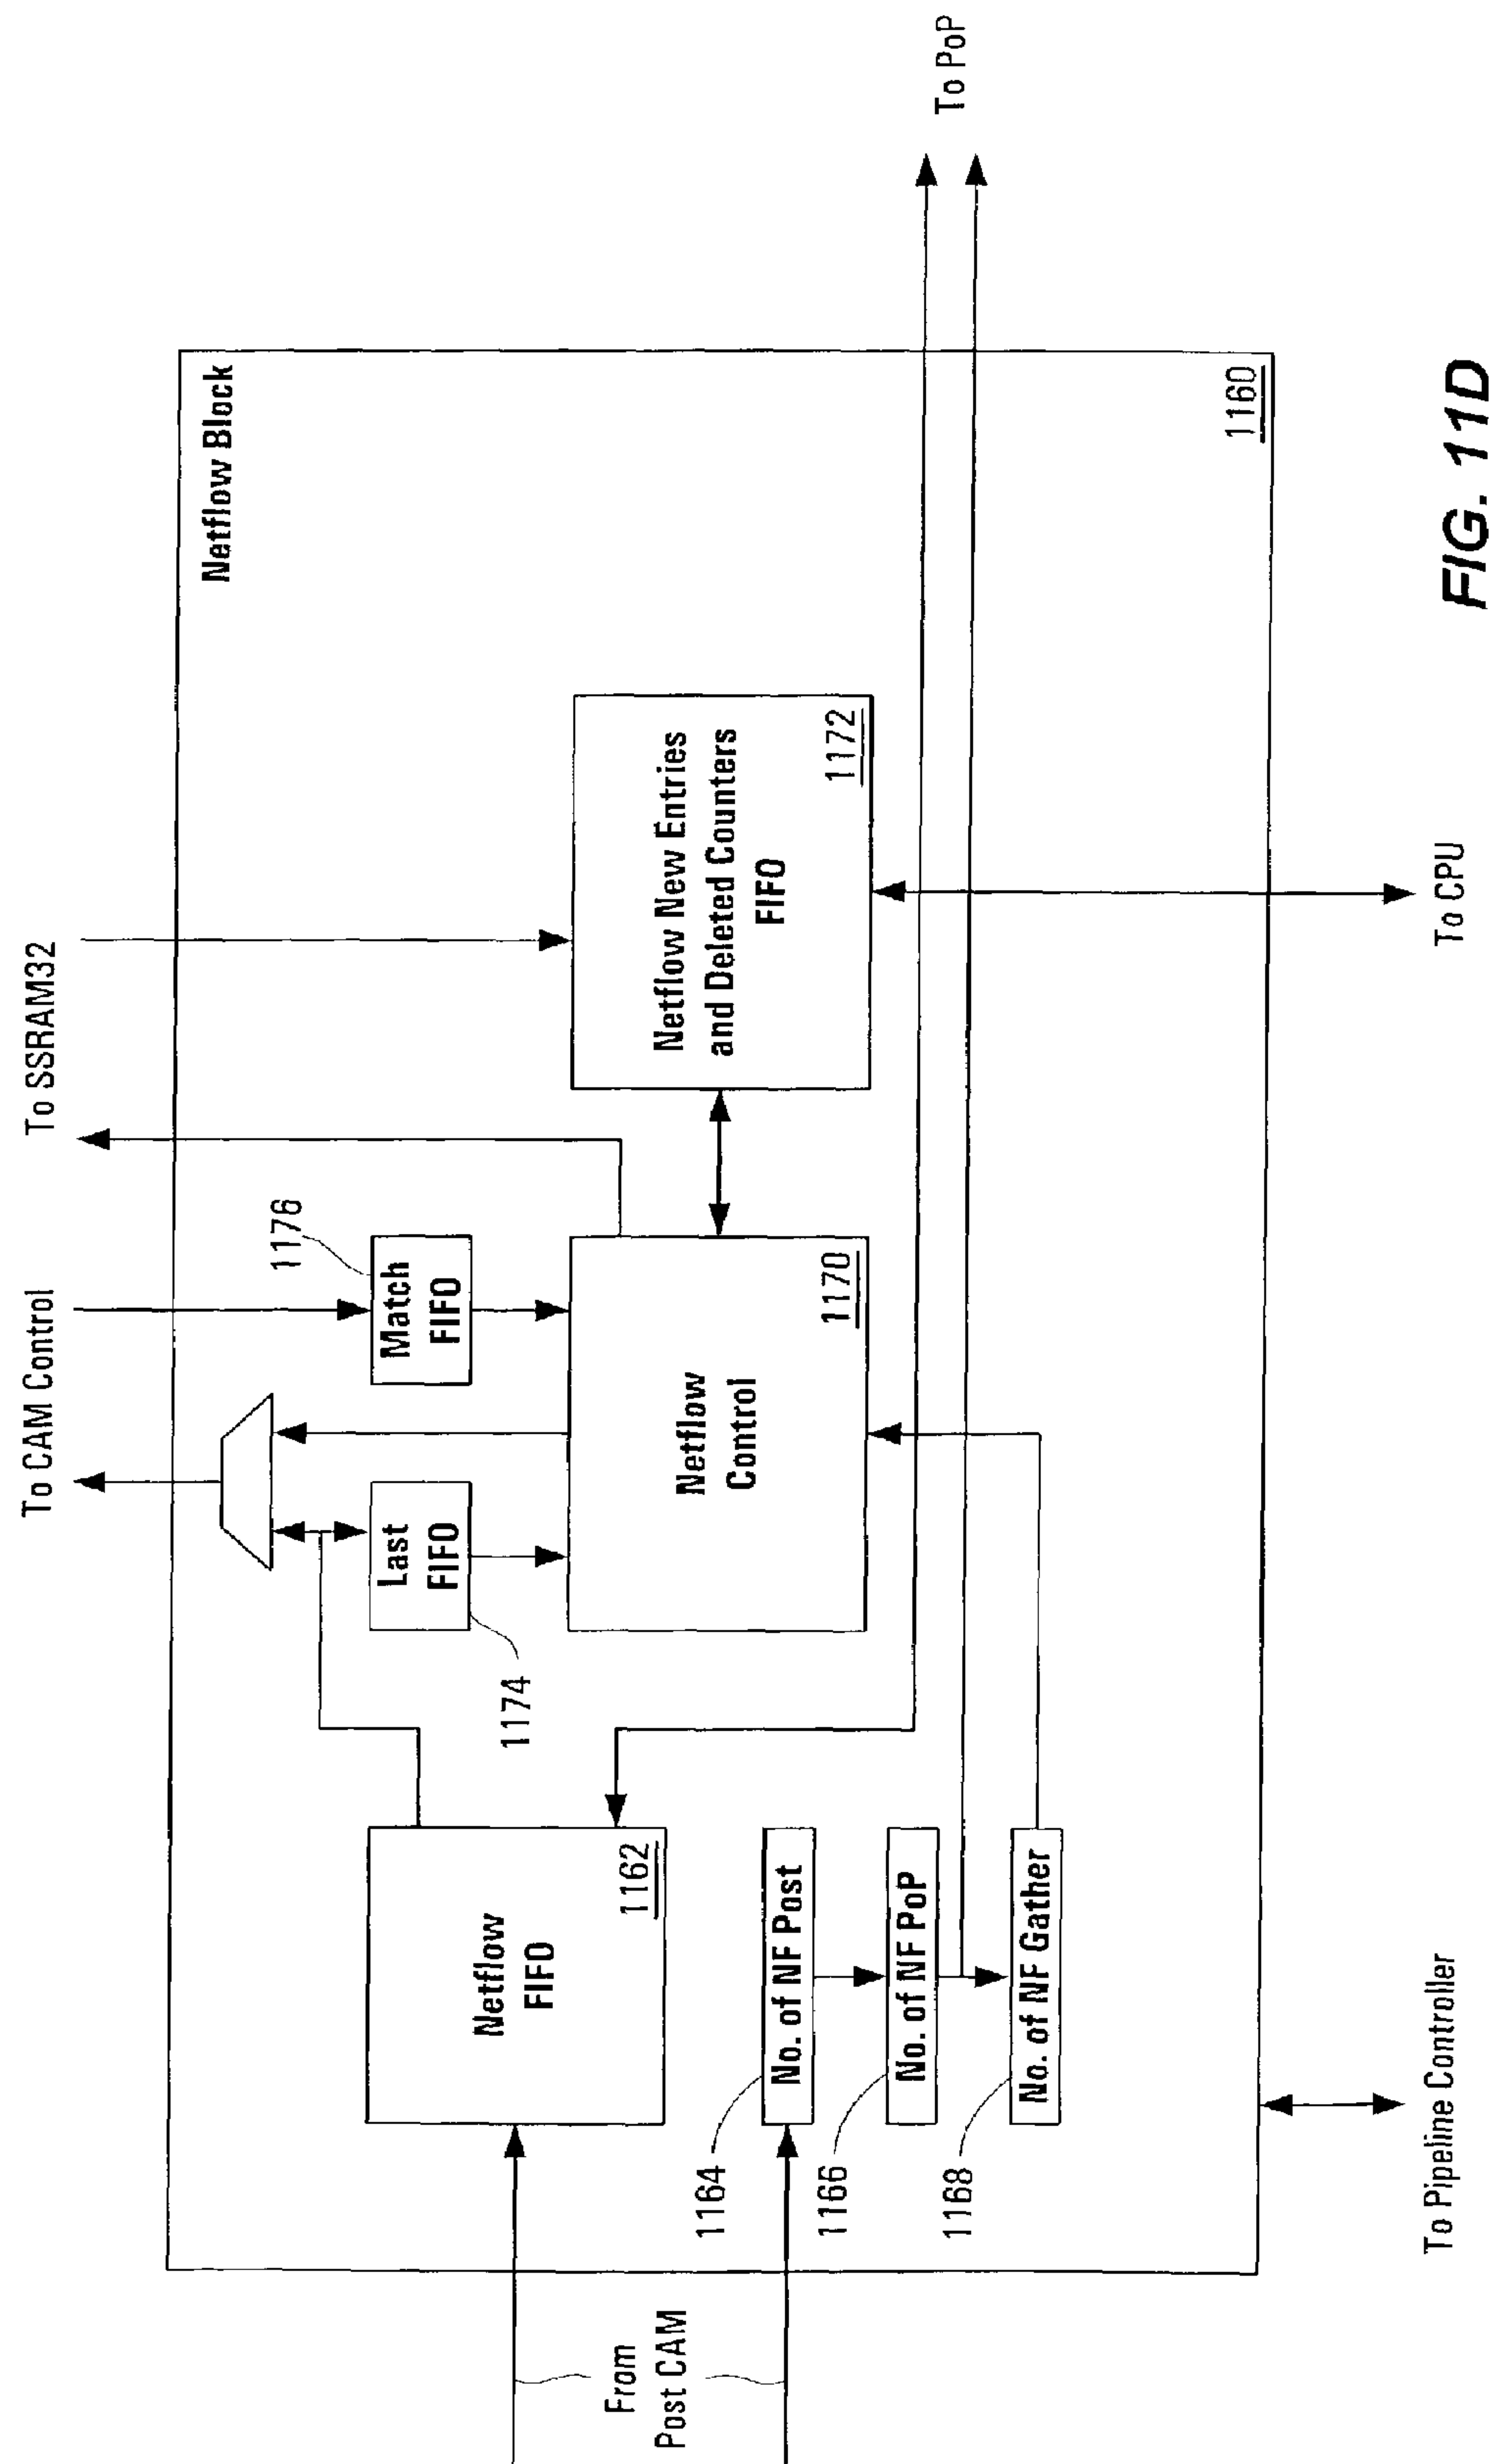 To CAM Control
To SSRAM32
Netflow Block
1176
Match
FIFO
Last
FIFO
1174
Netflow
FIFO
1162
Netflow
Control
1170
Netflow New Entries
and Deleted Counters
FIFO
1172
From
Post CAM
1164
No. of NF Post
1166
No. of NF PoP
1168
No. of NF Gather
To PoP
1160
To Pipeline Controller
To CPU
FIG. 11D